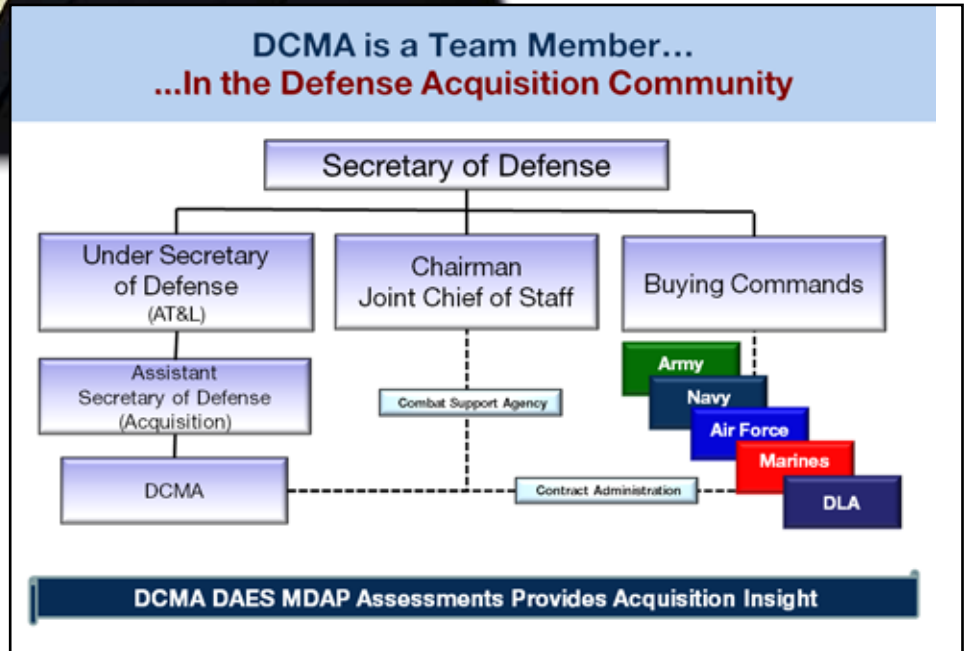 DCMA is a Team Member...
...In the Defense Acquisition Community
Secretary of Defense
Under Secretary
of Defense
(AT&L)
Chairman
Joint Chief of Staff
Buying Commands
Assistant
Secretary of Defense
(Acquisition)
Combat Support Agency
Army
Navy
Air Force
Marines
DLA
DCMA
Contract Administration
DCMA DAES MDAP Assessments Provides Acquisition Insight